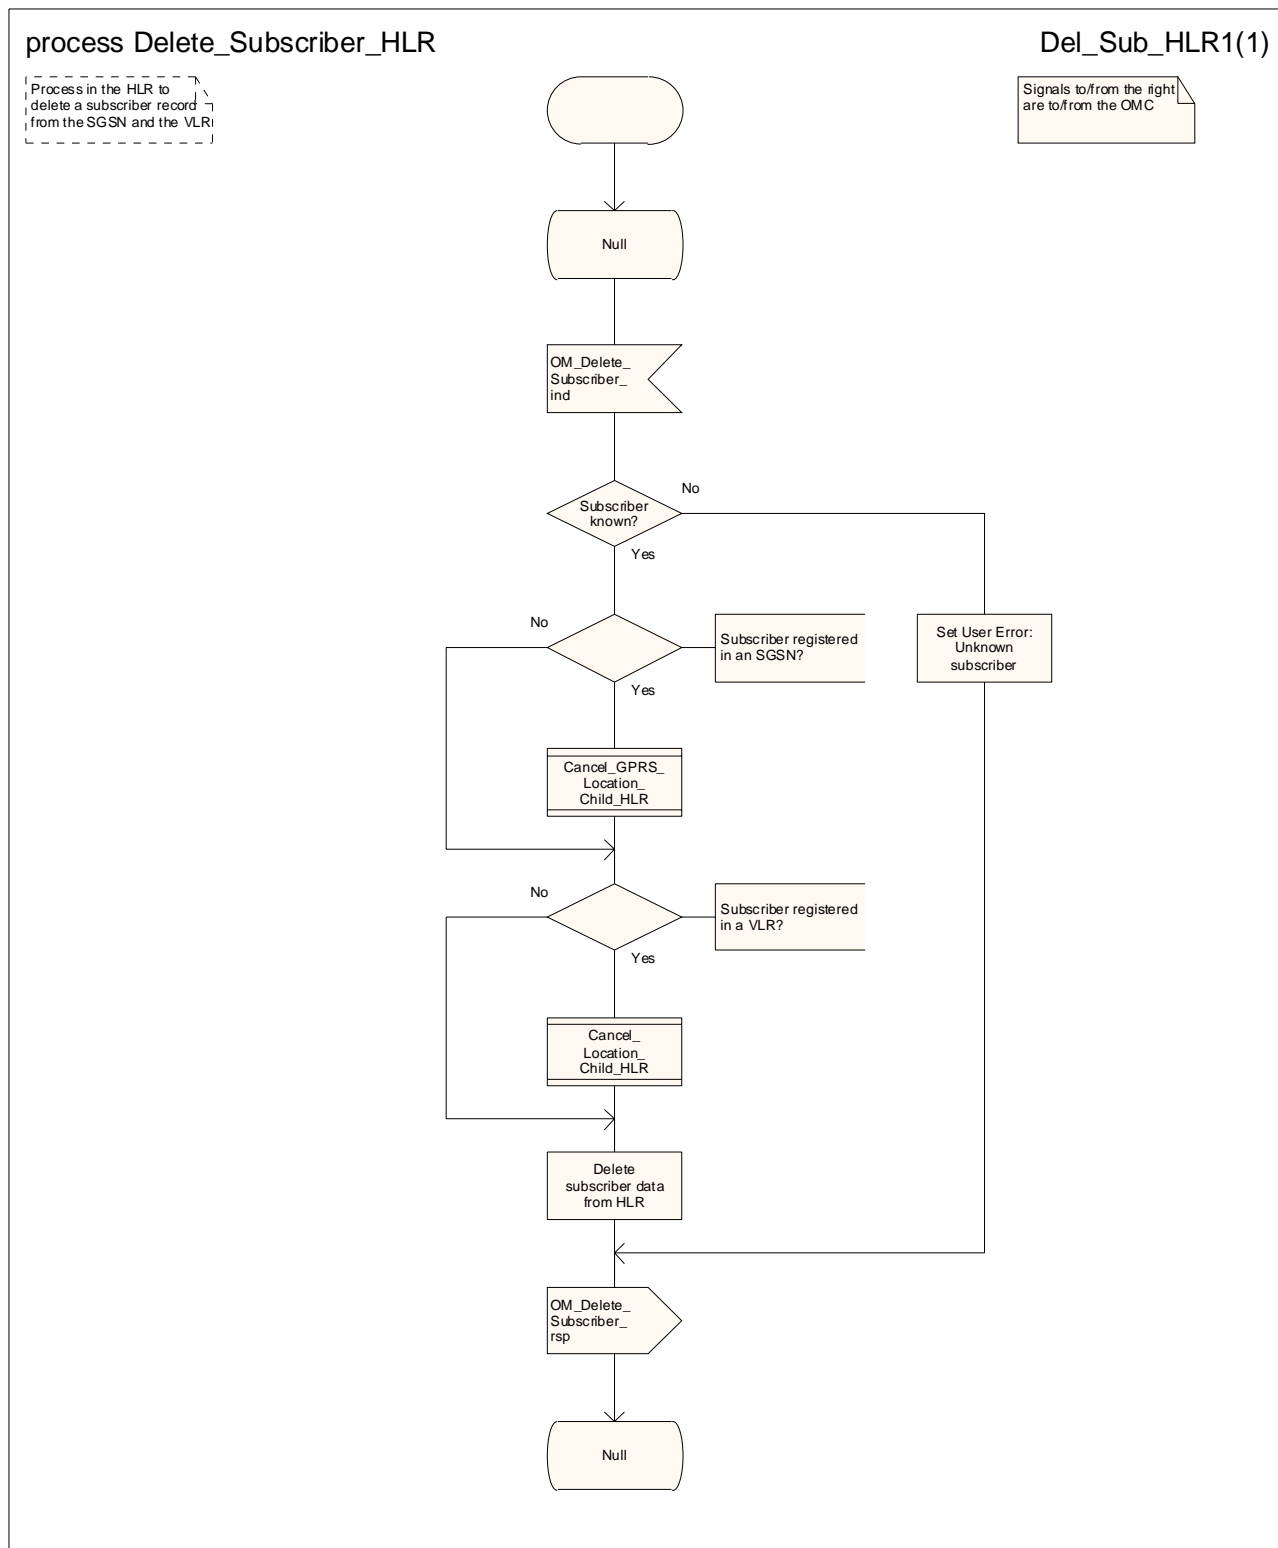 process Delete_Subscriber_HLR
Del_Sub_HLR1(1)
Process in the HLR to
delete a subscriber record
from the SGSN and the VLR
Signals to/from the right
are to/from the OMC
Null
OM_Delete_
Subscriber_
ind
Subscriber
known?
No
Yes
No
Subscriber registered
in an SGSN?
Set User Error:
Unknown
subscriber
Yes
Cancel_GPRS_
Location_
Child_HLR
No
Subscriber registered
in a VLR?
Yes
Cancel_
Location_
Child_HLR
Delete
subscriber data
from HLR
OM_Delete_
Subscriber_
rsp
Null